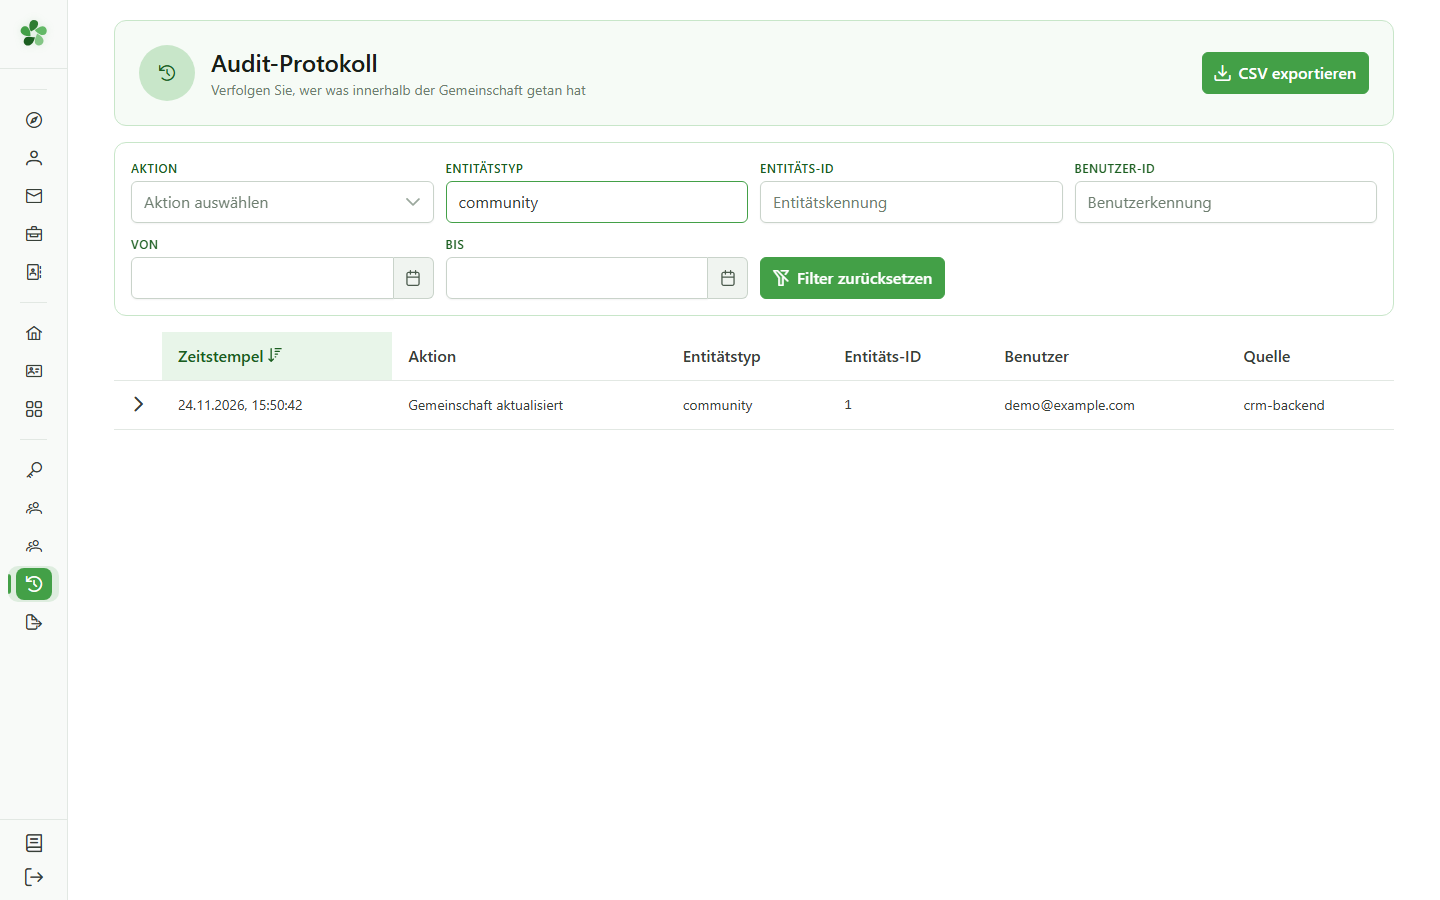 Audit-Protokoll
Verfolgen Sie, wer was innerhalb der Gemeinschaft getan hat
CSV exportieren
AKTION
ENTITÄTSTYP
ENTITÄTS-ID
BENUTZER-ID
Aktion auswählen
community
Entitätskennung
Benutzerkennung
VON
BIS
Filter zurücksetzen
Zeitstempel
Aktion
Entitätstyp
Entitäts-ID
Benutzer
Quelle
24.11.2026, 15:50:42
Gemeinschaft aktualisiert
community
1
demo@example.com
crm-backend